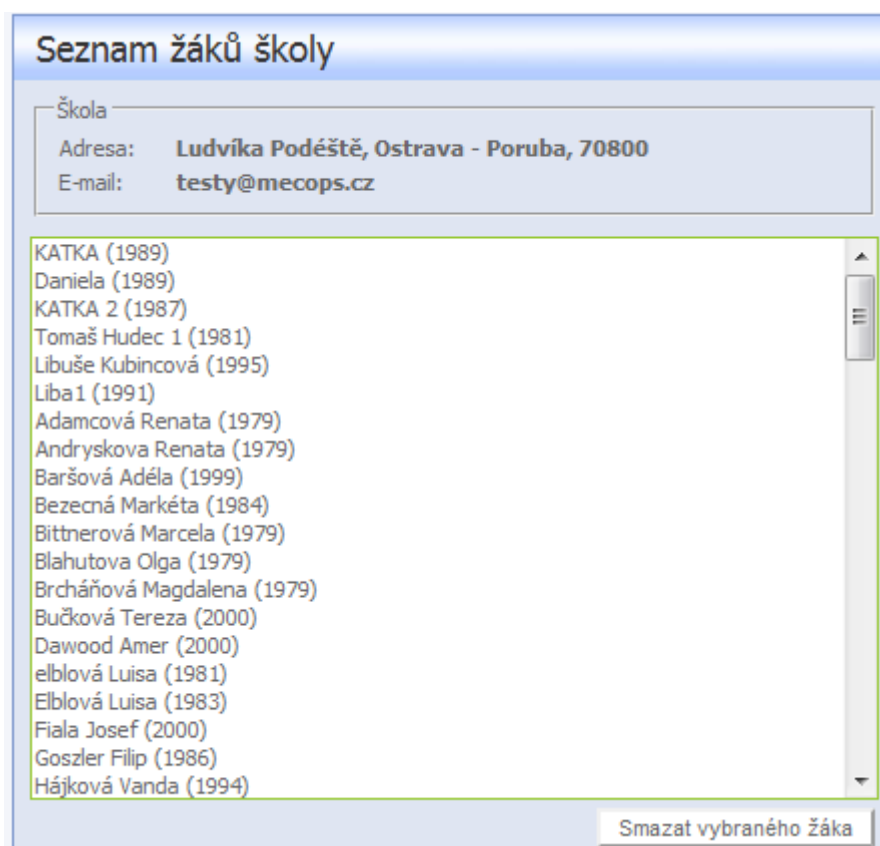 Seznam žáků školy
Škola
Adresa: Ludvíka Podéště, Ostrava - Poruba, 70800
E-mail: testy@mecops.cz
KATKA (1989)
Daniela (1989)
KATKA 2 (1987)
Tomaš Hudec 1 (1981)
Libuše Kubincová (1995)
Liba1 (1991)
Adamcová Renata (1979)
Andryskova Renata (1979)
Baršová Adéla (1999)
Bezecná Markéta (1984)
Bittnerová Marcela (1979)
Blahutova Olga (1979)
Brcháňová Magdalena (1979)
Bučková Tereza (2000)
Dawood Amer (2000)
elblová Luisa (1981)
Elblová Luisa (1983)
Fiala Josef (2000)
Goszler Filip (1986)
Hájková Vanda (1994)
Smazat vybraného žáka